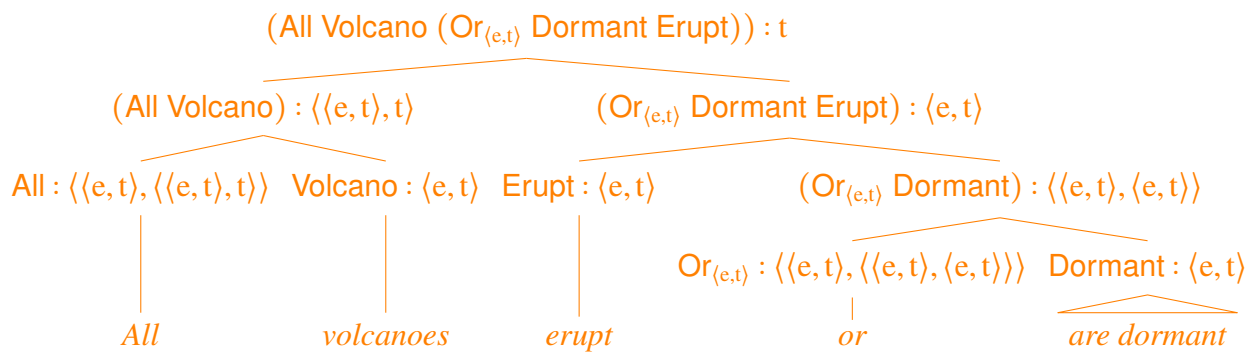 (All Volcano (Or⟨e,t⟩ Dormant Erupt)) : t
(All Volcano) : ⟨⟨e, t⟩, t⟩ (Or⟨e,t⟩ Dormant Erupt) : ⟨e, t⟩
All : ⟨⟨e, t⟩, ⟨⟨e, t⟩, t⟩⟩ Volcano : ⟨e, t⟩ Erupt : ⟨e, t⟩ (Or⟨e,t⟩ Dormant) : ⟨⟨e, t⟩, ⟨e, t⟩⟩
Or⟨e,t⟩ : ⟨⟨e, t⟩, ⟨⟨e, t⟩, ⟨e, t⟩⟩⟩ Dormant : ⟨e, t⟩
All volcanoes erupt or are dormant